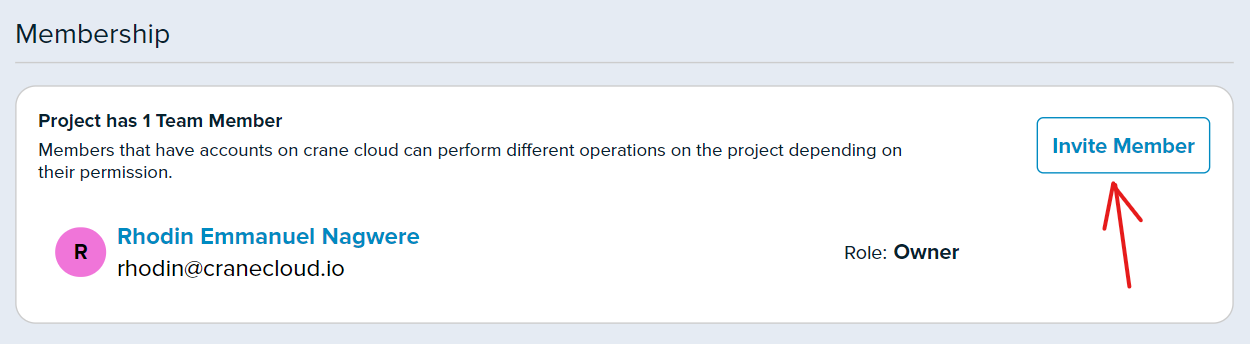 Membership
Project has 1 Team Member
Members that have accounts on crane cloud can perform different operations on the project depending on
their permission.
Invite Member
R
Rhodin Emmanuel Nagwere
rhodin@cranecloud.io
Role: Owner